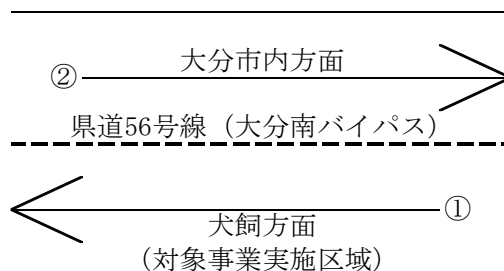 大分市内方面
②
県道56号線（大分南バイパス）
①
犬飼方面
（対象事業実施区域）